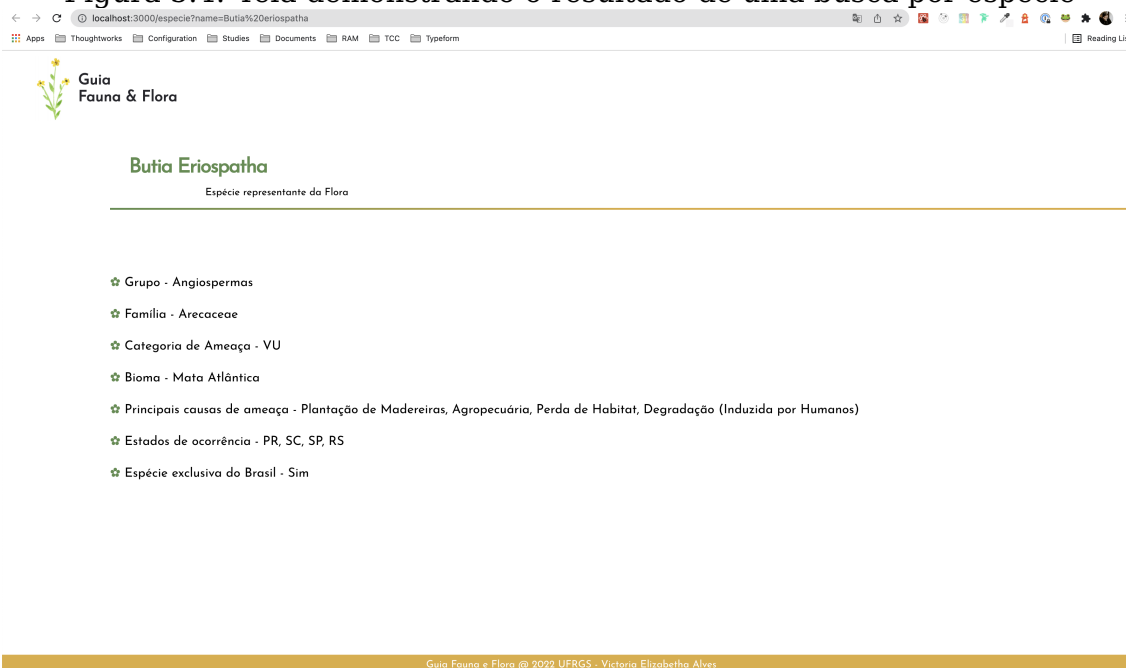 Figura 5.4: Tela demonstrando o resultado de uma busca por espécie
localhost:3000/especie?name=Butia%20eriospatha
Apps Thoughtworks Configuration Studies Documents RAM TCC Typeform Reading Lis
Guia
Fauna & Flora
Butia Eriospatha
Espécie representante da Flora
Grupo - Angiospermas
Família - Arecaceae
Categoria de Ameaça - VU
Bioma - Mata Atlântica
Principais causas de ameaça - Plantação de Madereiras, Agropecuária, Perda de Habitat, Degradação (Induzida por Humanos)
Estados de ocorrência - PR, SC, SP, RS
Espécie exclusiva do Brasil - Sim
Guia Fauna e Flora @ 2022 UFRGS - Victoria Elizabetha Alves